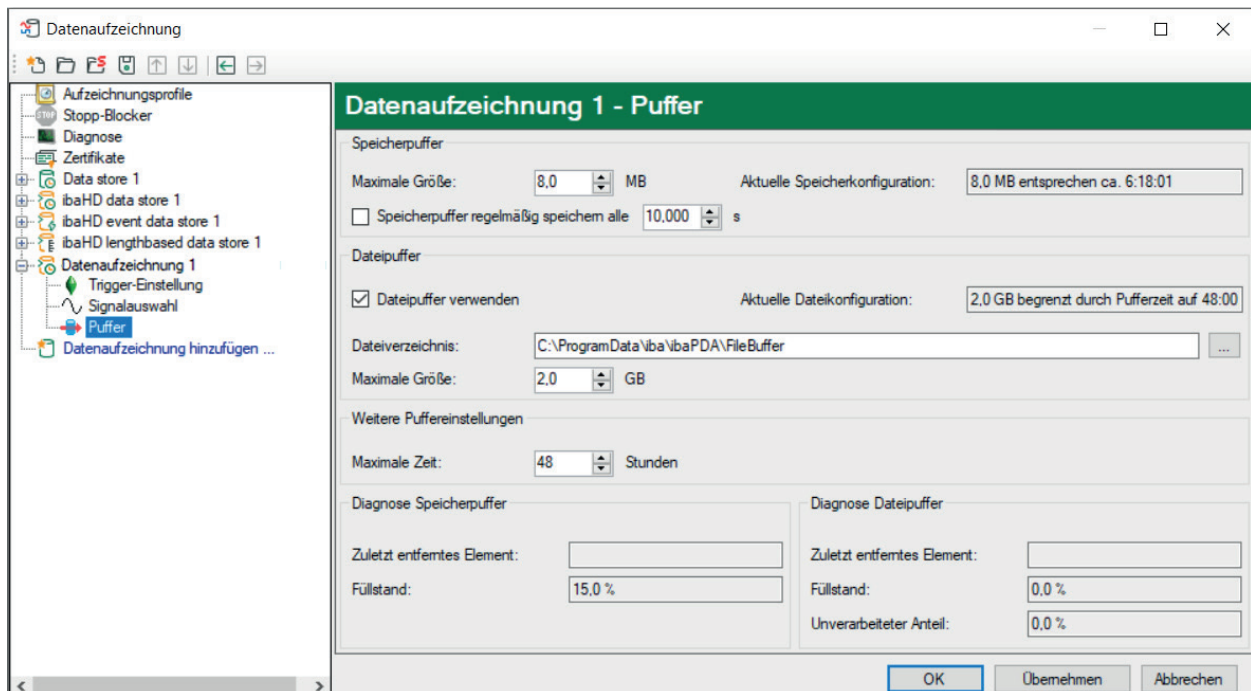 Datenaufzeichnung
Aufzeichnungsprofile
STOP
Stopp-Blocker
Diagnose
Zertifikate
Data store 1
ibaHD data store 1
ibaHD event data store 1
ibaHD lengthbased data store 1
Datenaufzeichnung 1
Trigger-Einstellung
Signalauswahl
Puffer
Datenaufzeichnung hinzufügen ...
Datenaufzeichnung 1 - Puffer
Speicherpuffer
Maximale Größe: 8,0 MB Aktuelle Speicherkonfiguration: 8,0 MB entsprechen ca. 6:18:01
Speicherpuffer regelmäßig speichern alle 10,000 s
Dateipuffer
Dateipuffer verwenden Aktuelle Dateikonfiguration: 2,0 GB begrenzt durch Pufferzeit auf 48:00
Dateiverzeichnis: C:\ProgramData\iba\ibaPDA\FileBuffer ...
Maximale Größe: 2,0 GB
Weitere Puffereinstellungen
Maximale Zeit: 48 Stunden
Diagnose Speicherpuffer
Zuletzt entferntes Element:
Füllstand: 15,0 %
Diagnose Dateipuffer
Zuletzt entferntes Element:
Füllstand: 0,0 %
Unverarbeiteter Anteil: 0,0 %
OK Übernehmen Abbrechen